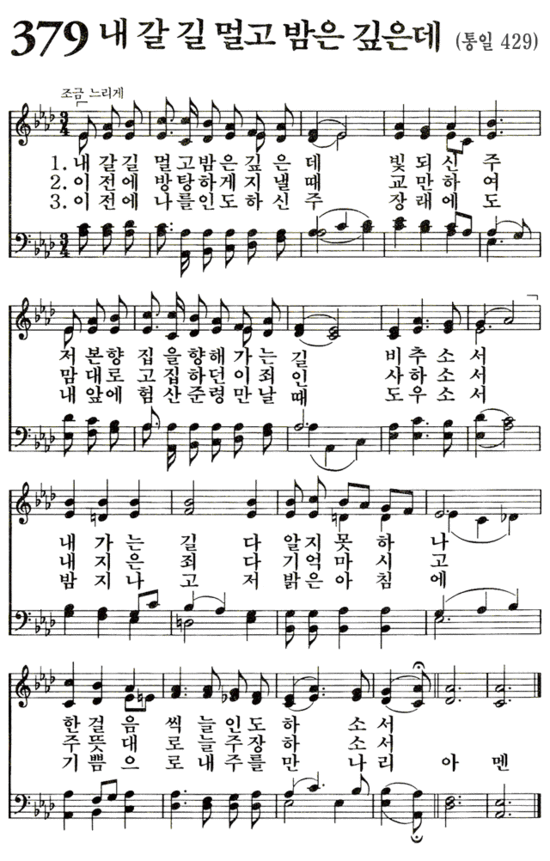 379 내 갈 길 멀고 밤은 깊은데 (통일 429)
조금 느리게
1. 내 갈 길 멀고 밤 은 깊 은 데 빛 되 신 주
2. 이 전 에 방 탕 하 게 지 낼 때 교 만 하 여
3. 이 전 에 나 를 인 도 하 신 주 장 래 에 도
저 본 향 집 을 향 해 가 는 길 비 추 소 서
맘 대 로 고 집 하 던 이 죄 인 사 하 소 서
내 앞 에 험 산 준 령 만 날 때 도 우 소 서
내 가 는 길 다 알 지 못 하 나
내 지 은 죄 다 기 억 마 시 고
밤 지 나 고 저 밝 은 아 침 에
한 걸 음 씩 늘 인 도 하 소 서
주 뜻 대 로 늘 주 장 하 소 서
기 쁨 으 로 내 주 를 만 나 리 아 멘